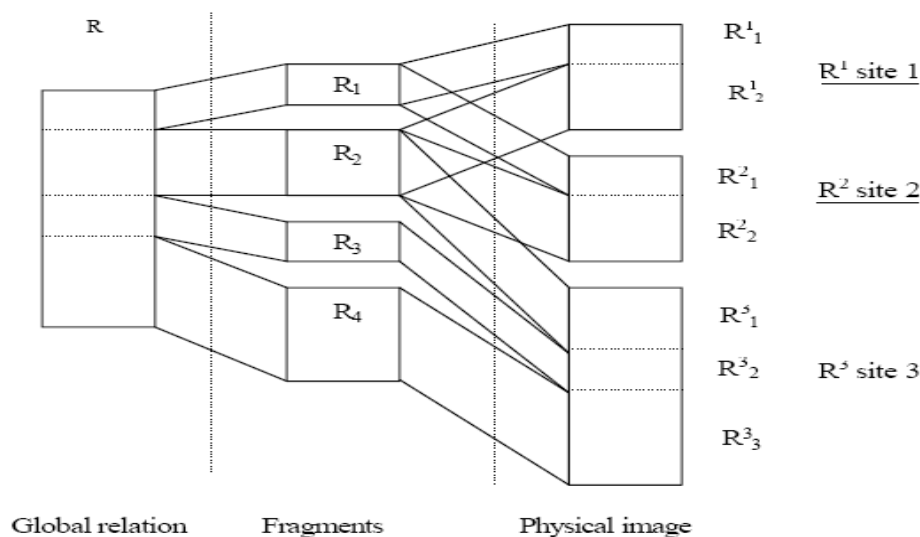 R
R₁
R₂
R₃
R₄
R¹₁
R¹₂
R¹ site 1
R²₁
R²₂
R² site 2
R³₁
R³₂
R³ site 3
R³₃
Global relation
Fragments
Physical image